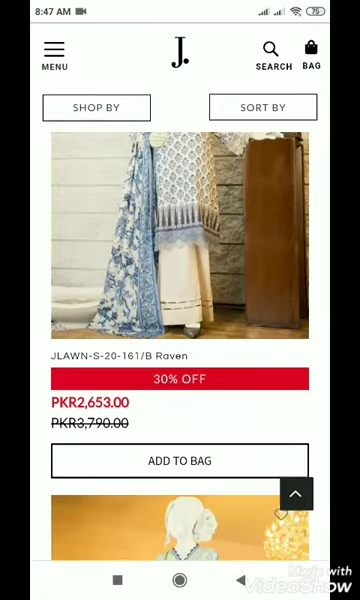 8:47 AM
75
MENU
J.
SEARCH
BAG
SHOP BY
SORT BY
JLAWN-S-20-161/B Raven
30% OFF
PKR2,653.00
PKR3,790.00
ADD TO BAG
Made with
VideoShow